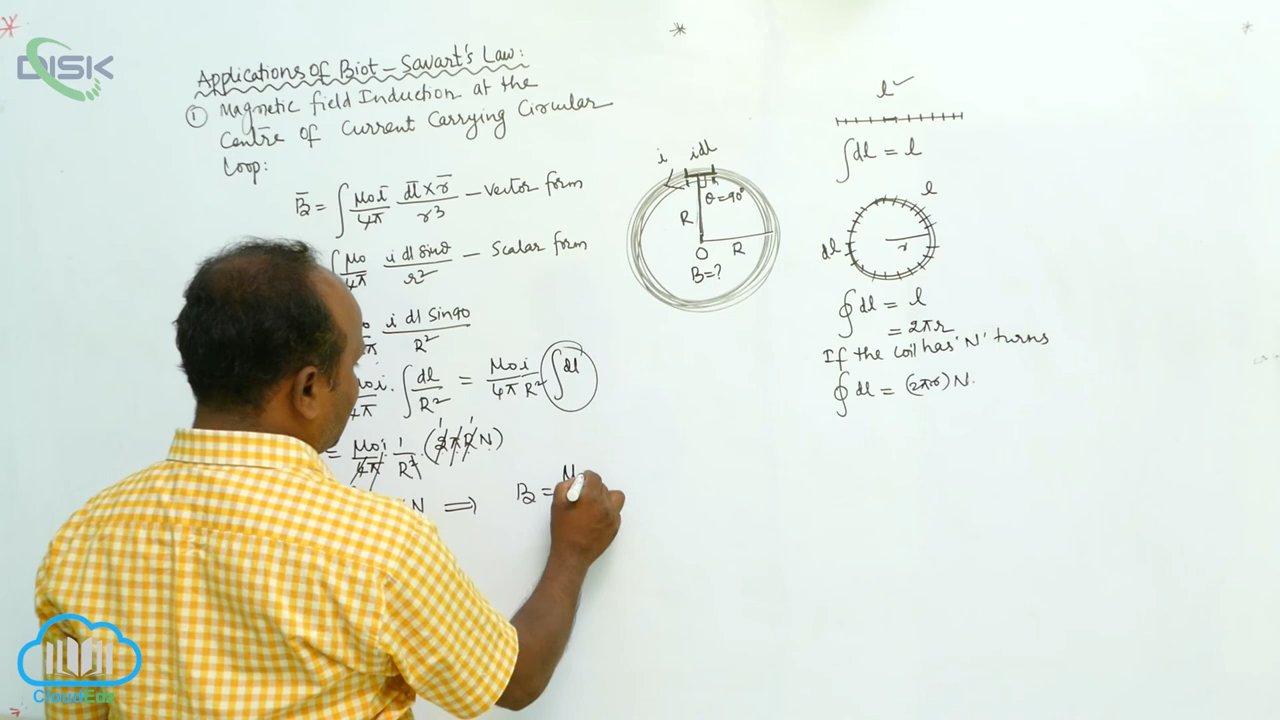 DISK
Applications of Biot - Savart's Law:
① Magnetic field Induction at the
Centre of Current Carrying Circular
Loop:
B̄ = ∫ μ₀i/4π dl̄ × r̄/r³ – vector form
∫ μ₀/4π i dl sinθ/r² – Scalar form
i dl sin90/R²
μ₀i/4π . ∫ dl/R² = μ₀i/4πR² ∫dl
= μ₀i/4π . 1/R² . (2πRN)
N ⟹ B = N
i idl
θ=90°
R
O R
B=?
l ✓
∫dl = l
l
dl r
∮dl = l
= 2πr
If the coil has 'N' turns
∮dl = (2πr)N.
CloudEdz